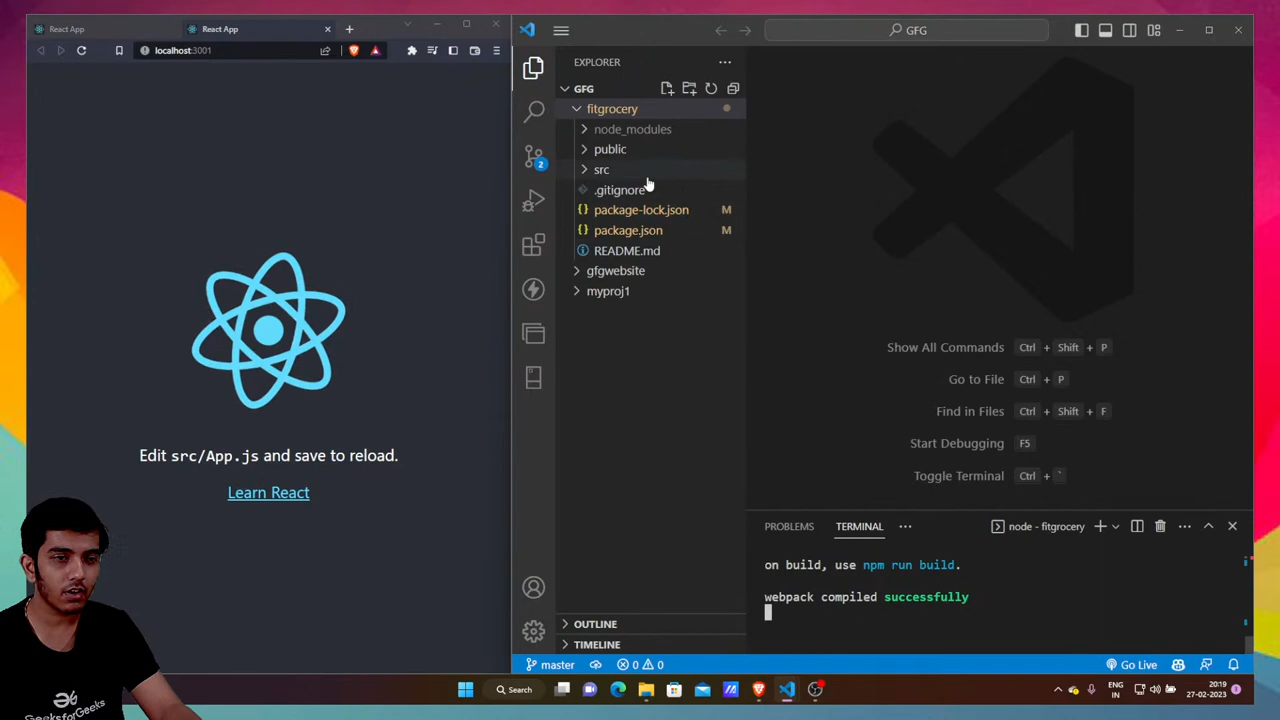 React App
React App
localhost:3001
Edit src/App.js and save to reload.
Learn React
GFG
EXPLORER
GFG
fitgrocery
node_modules
public
src
.gitignore
package-lock.json M
package.json M
README.md
gfgwebsite
myproj1
2
Show All Commands Ctrl + Shift + P
Go to File Ctrl + P
Find in Files Ctrl + Shift + F
Start Debugging F5
Toggle Terminal Ctrl + `
PROBLEMS TERMINAL node - fitgrocery
on build, use npm run build.
webpack compiled successfully
OUTLINE
TIMELINE
master 0 0 Go Live
Search
ENG
IN
20:19
27-02-2023
GeeksforGeeks